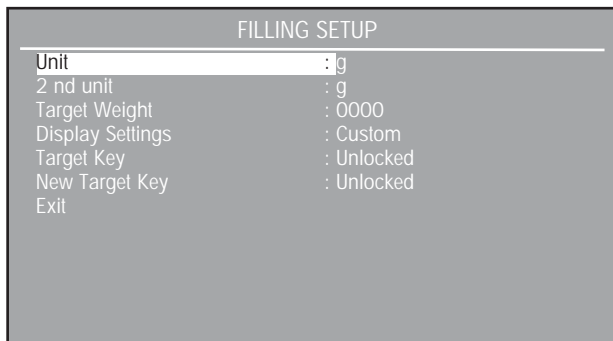 FILLING SETUP
Unit : g
2 nd unit : g
Target Weight : 0000
Display Settings : Custom
Target Key : Unlocked
New Target Key : Unlocked
Exit